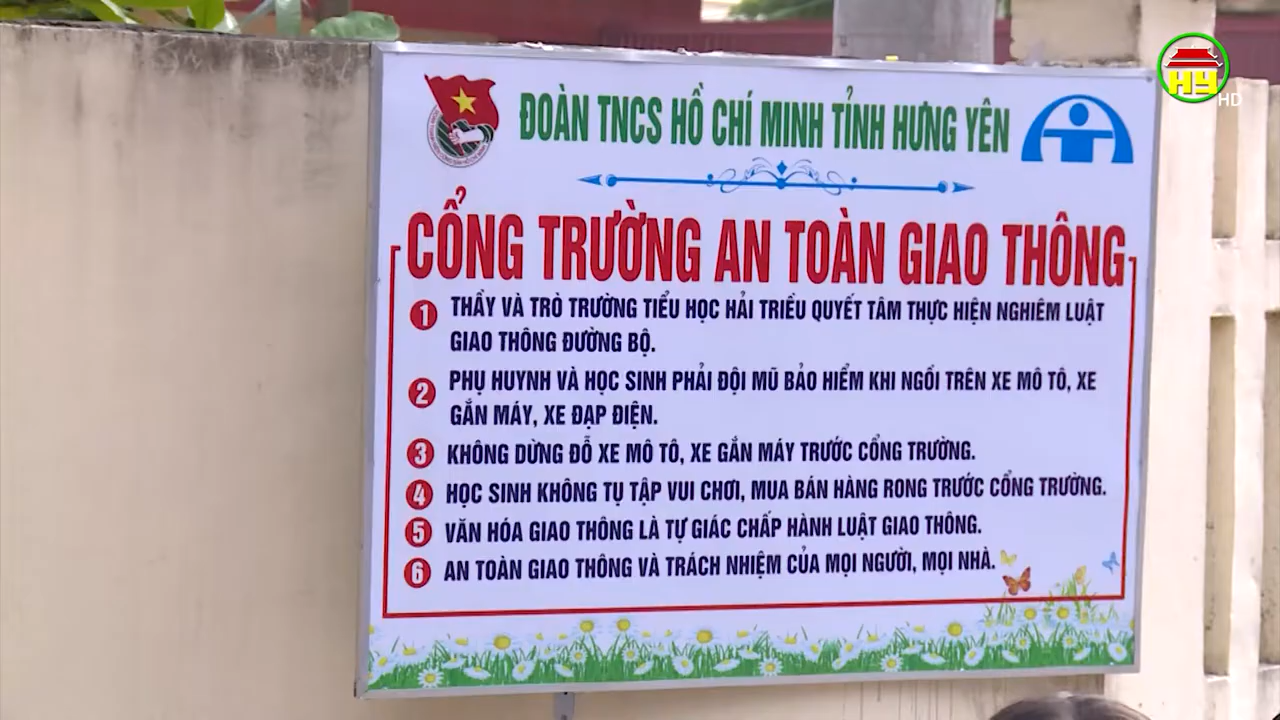 HY HD
ĐOÀN TNCS HỒ CHÍ MINH TỈNH HƯNG YÊN
CỔNG TRƯỜNG AN TOÀN GIAO THÔNG
1 THẦY VÀ TRÒ TRƯỜNG TIỂU HỌC HẢI TRIỀU QUYẾT TÂM THỰC HIỆN NGHIÊM LUẬT
GIAO THÔNG ĐƯỜNG BỘ.
2 PHỤ HUYNH VÀ HỌC SINH PHẢI ĐỘI MŨ BẢO HIỂM KHI NGỒI TRÊN XE MÔ TÔ, XE
GẮN MÁY, XE ĐẠP ĐIỆN.
3 KHÔNG DỪNG ĐỖ XE MÔ TÔ, XE GẮN MÁY TRƯỚC CỔNG TRƯỜNG.
4 HỌC SINH KHÔNG TỤ TẬP VUI CHƠI, MUA BÁN HÀNG RONG TRƯỚC CỔNG TRƯỜNG.
5 VĂN HÓA GIAO THÔNG LÀ TỰ GIÁC CHẤP HÀNH LUẬT GIAO THÔNG.
6 AN TOÀN GIAO THÔNG VÀ TRÁCH NHIỆM CỦA MỌI NGƯỜI, MỌI NHÀ.